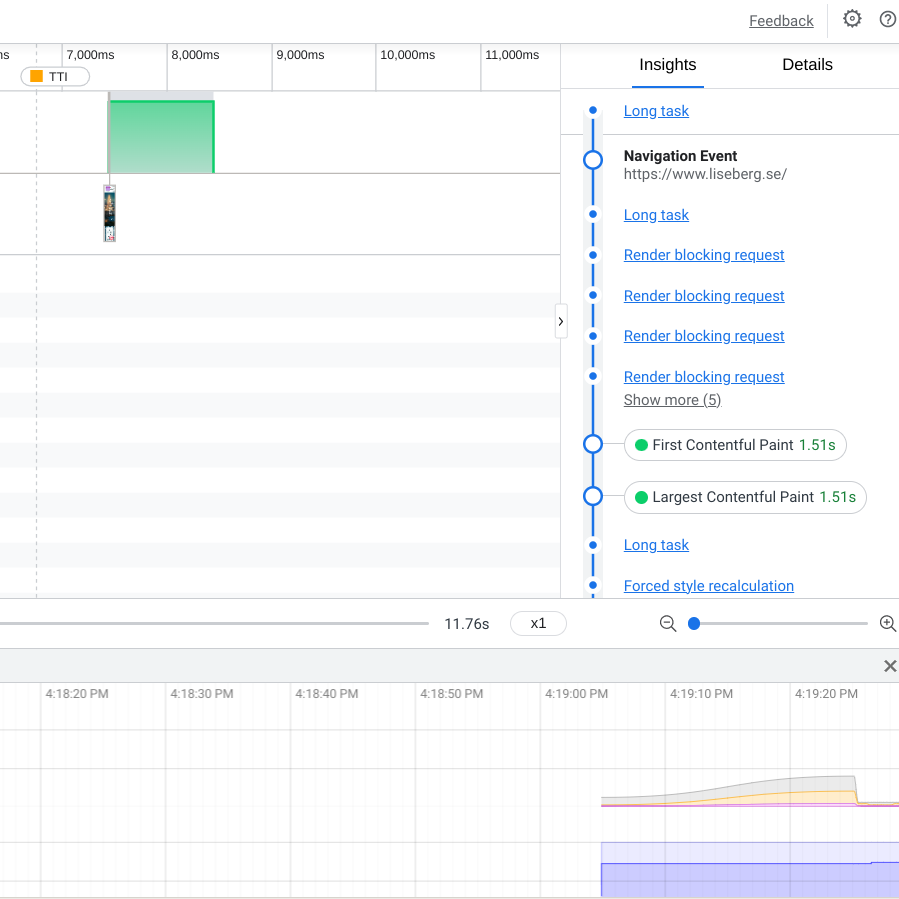 Feedback
ns
7,000ms
8,000ms
9,000ms
10,000ms
11,000ms
TTI
Insights
Details
Long task
Navigation Event
https://www.liseberg.se/
Long task
Render blocking request
Render blocking request
Render blocking request
Render blocking request
Show more (5)
First Contentful Paint 1.51s
Largest Contentful Paint 1.51s
Long task
Forced style recalculation
11.76s
x1
4:18:20 PM
4:18:30 PM
4:18:40 PM
4:18:50 PM
4:19:00 PM
4:19:10 PM
4:19:20 PM